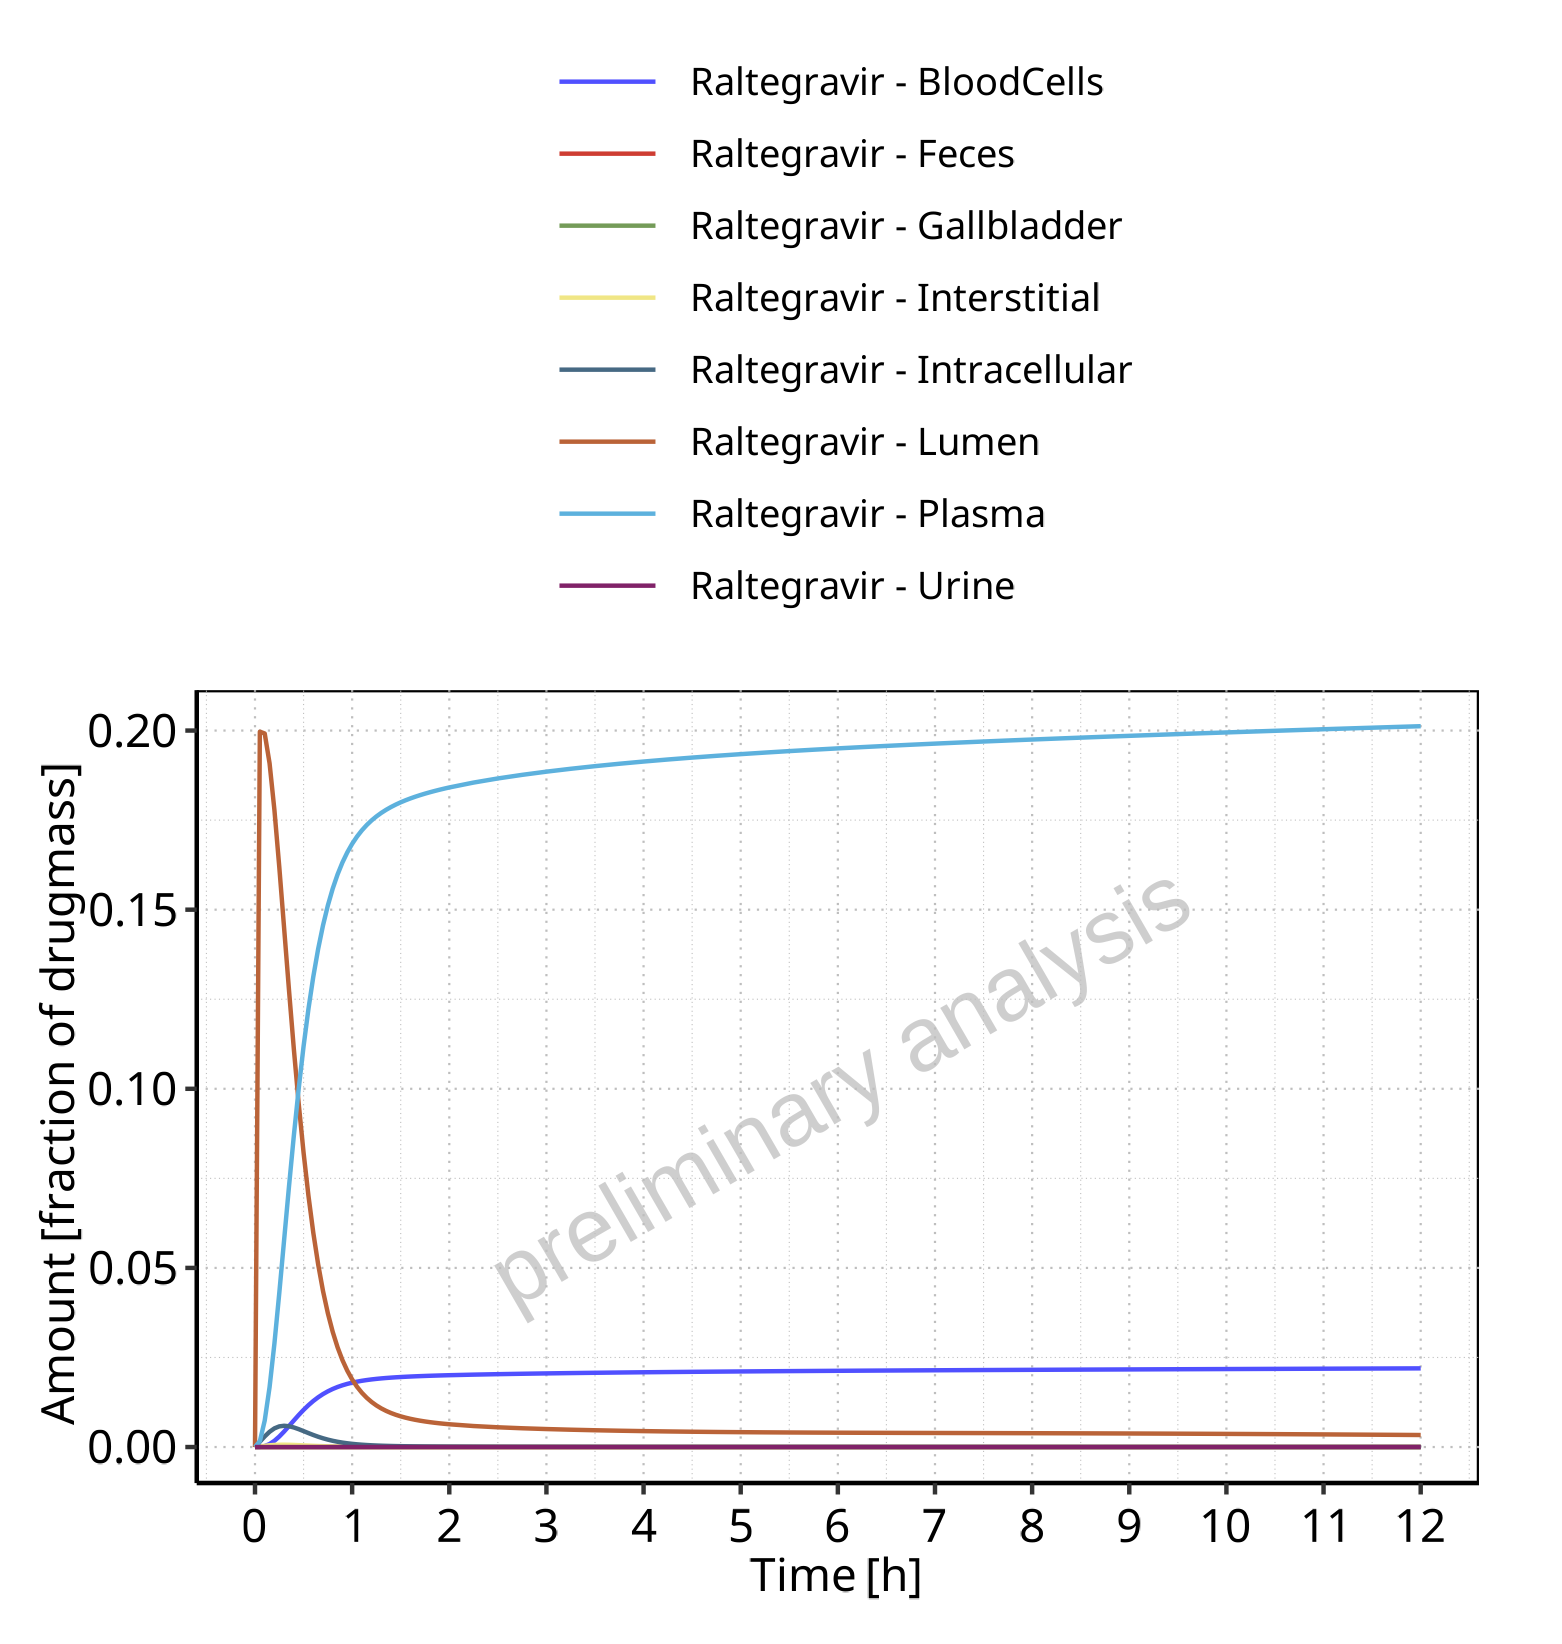 Raltegravir - BloodCells
Raltegravir - Feces
Raltegravir - Gallbladder
Raltegravir - Interstitial
Raltegravir - Intracellular
Raltegravir - Lumen
Raltegravir - Plasma
Raltegravir - Urine
Amount [fraction of drugmass]
0.20
0.15
0.10
0.05
0.00
preliminary analysis
0 1 2 3 4 5 6 7 8 9 10 11 12
Time [h]